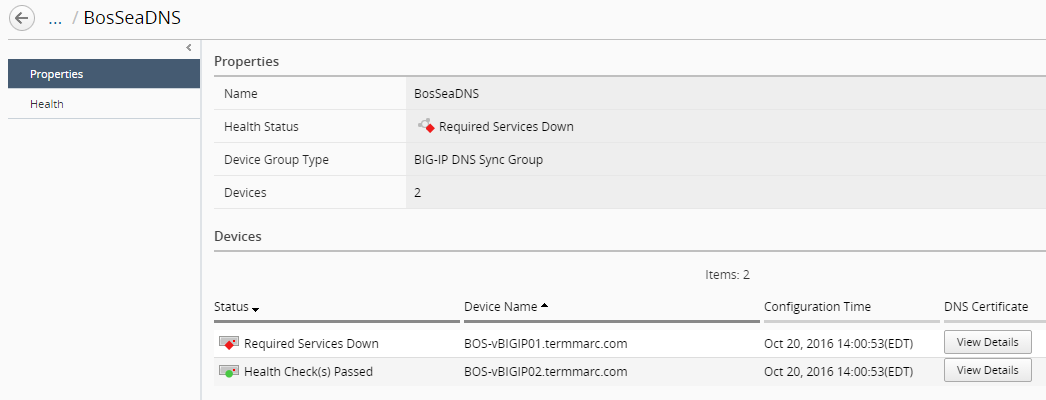 ... / BosSeaDNS
Properties
Health
Properties
Name BosSeaDNS
Health Status Required Services Down
Device Group Type BIG-IP DNS Sync Group
Devices 2
Devices
Items: 2
Status Device Name Configuration Time DNS Certificate
Required Services Down BOS-vBIGIP01.termmarc.com Oct 20, 2016 14:00:53(EDT) View Details
Health Check(s) Passed BOS-vBIGIP02.termmarc.com Oct 20, 2016 14:00:53(EDT) View Details